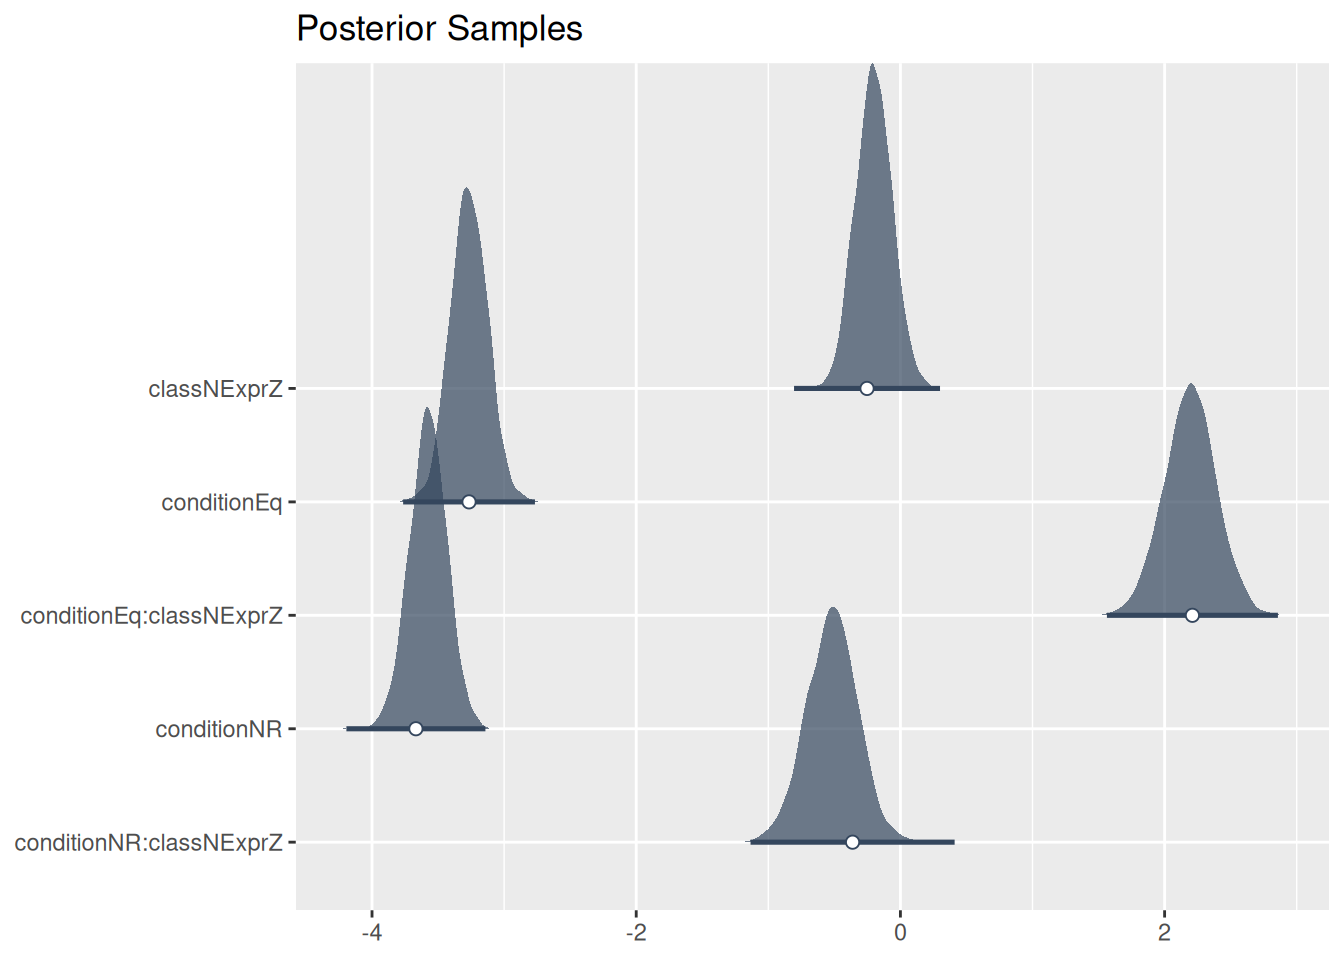 Posterior Samples
classNExprZ
conditionEq
conditionEq:classNExprZ
conditionNR
conditionNR:classNExprZ
-4 -2 0 2